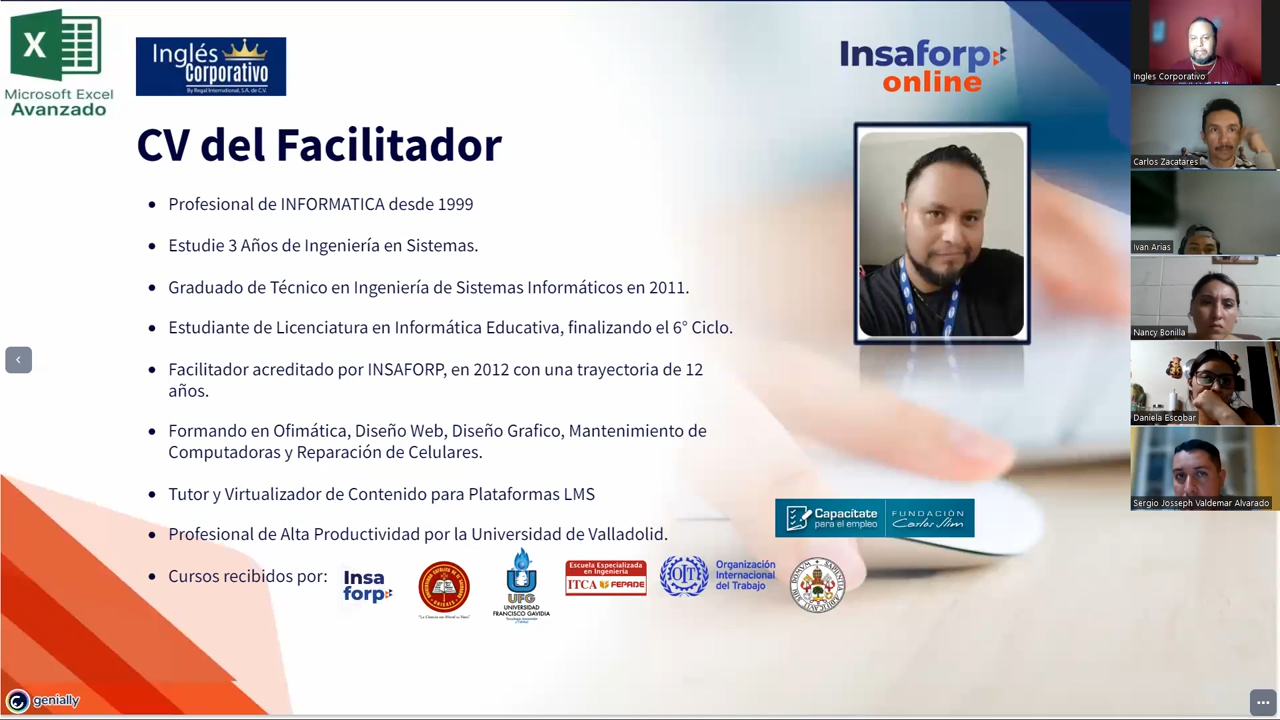 Microsoft Excel
Avanzado
Inglés
Corporativo
By Regal International, S.A. de C.V.
Insaforp
online
CV del Facilitador
• Profesional de INFORMATICA desde 1999
• Estudie 3 Años de Ingeniería en Sistemas.
• Graduado de Técnico en Ingeniería de Sistemas Informáticos en 2011.
• Estudiante de Licenciatura en Informática Educativa, finalizando el 6° Ciclo.
• Facilitador acreditado por INSAFORP, en 2012 con una trayectoria de 12
años.
• Formando en Ofimática, Diseño Web, Diseño Grafico, Mantenimiento de
Computadoras y Reparación de Celulares.
• Tutor y Virtualizador de Contenido para Plataformas LMS
• Profesional de Alta Productividad por la Universidad de Valladolid.
• Cursos recibidos por:
Insa
forp
UFG
UNIVERSIDAD
FRANCISCO GAVIDIA
Escuela Especializada
en Ingeniería
ITCA FEPADE
OIT
Organización
Internacional
del Trabajo
Capacítate
para el empleo
FUNDACIÓN
Carlos Slim
genially
Ingles Corporativo
Carlos Zacatares
Ivan Arias
Nancy Bonilla
Daniela Escobar
Sergio Josseph Valdemar Alvarado